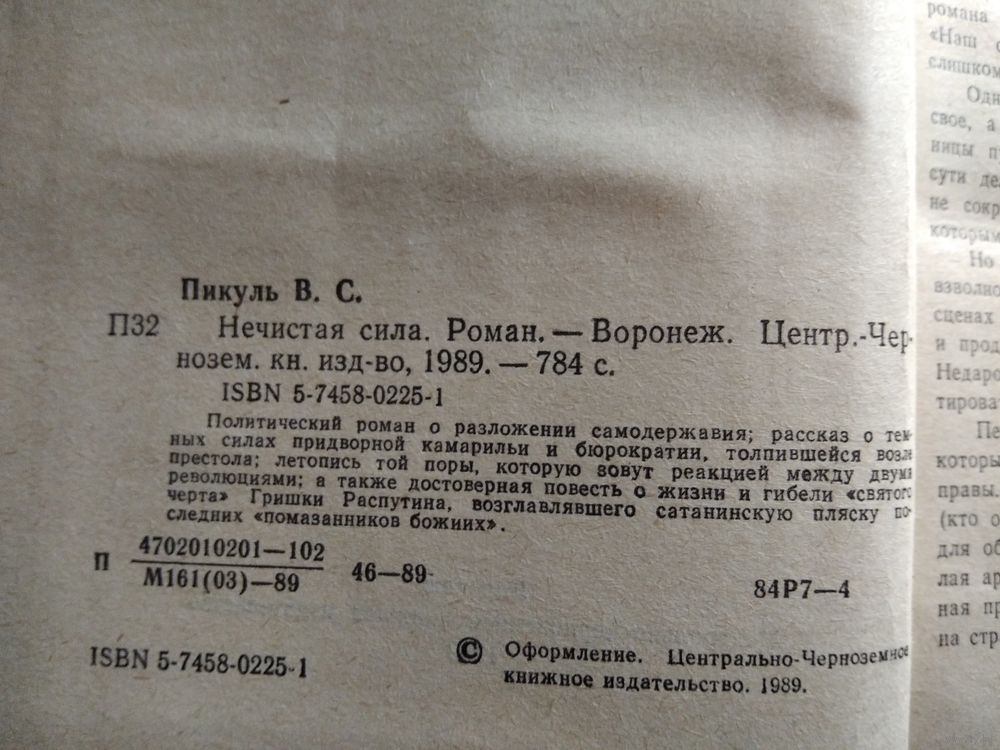 Пикуль В. С.
П32 Нечистая сила. Роман. — Воронеж. Центр.-Чер-
нозем. кн. изд-во, 1989. — 784 с.
ISBN 5-7458-0225-1
Политический роман о разложении самодержавия; рассказ о тем-
ных силах придворной камарильи и бюрократии, толпившейся возле
престола; летопись той поры, которую зовут реакцией между двумя
революциями; а также достоверная повесть о жизни и гибели «святого
черта» Гришки Распутина, возглавлявшего сатанинскую пляску по-
следних «помазанников божиих».
П 4702010201—102
М161(03)—89 46—89
84Р7—4
ISBN 5-7458-0225-1
© Оформление. Центрально-Черноземное
книжное издательство. 1989.
романа
«Наш
слишком
Одн
свое, а
ницы п
сути де
не сокр
которым
Но
взволно
сценах
и прод
Недаро
тирова
Пе
которы
правы.
(кто о
для об
лая ар
ная пр
на стр